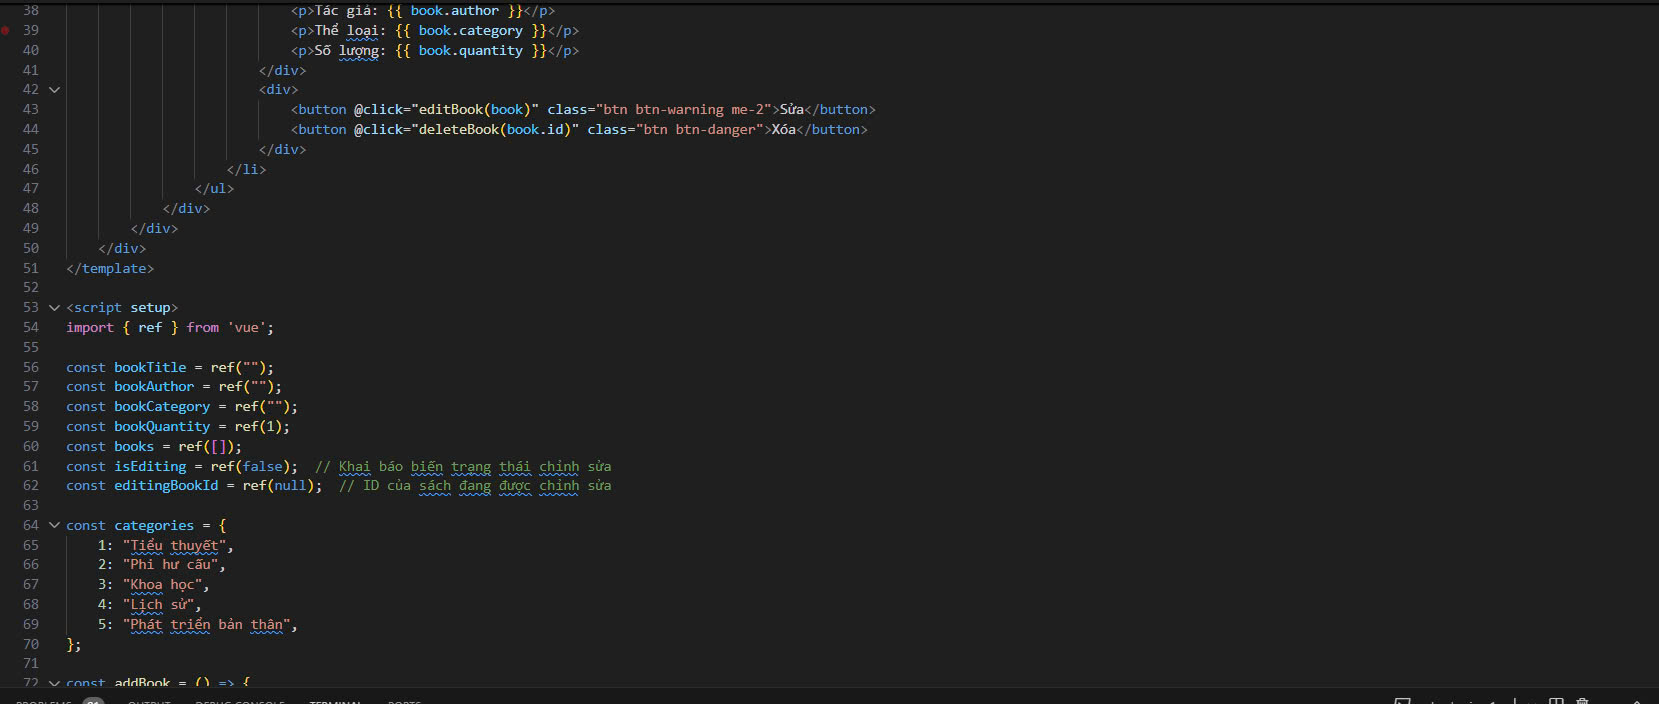 38 <p>Tác giả: {{ book.author }}</p>
39 <p>Thể loại: {{ book.category }}</p>
40 <p>Số lượng: {{ book.quantity }}</p>
41 </div>
42 <div>
43 <button @click="editBook(book)" class="btn btn-warning me-2">Sửa</button>
44 <button @click="deleteBook(book.id)" class="btn btn-danger">Xóa</button>
45 </div>
46 </li>
47 </ul>
48 </div>
49 </div>
50 </div>
51 </template>
52
53 <script setup>
54 import { ref } from 'vue';
55
56 const bookTitle = ref("");
57 const bookAuthor = ref("");
58 const bookCategory = ref("");
59 const bookQuantity = ref(1);
60 const books = ref([]);
61 const isEditing = ref(false);  // Khai báo biến trạng thái chỉnh sửa
62 const editingBookId = ref(null);  // ID của sách đang được chỉnh sửa
63
64 const categories = {
65 1: "Tiểu thuyết",
66 2: "Phi hư cấu",
67 3: "Khoa học",
68 4: "Lịch sử",
69 5: "Phát triển bản thân",
70 };
71
72 const addBook = () => {
PROBLEMS OUTPUT DEBUG CONSOLE TERMINAL PORTS